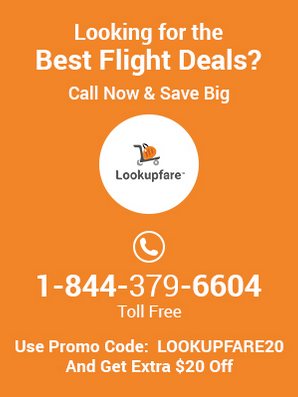 Looking for the
Best Flight Deals?
Call Now & Save Big
Lookupfare™
1-844-379-6604
Toll Free
Use Promo Code: LOOKUPFARE20
And Get Extra $20 Off